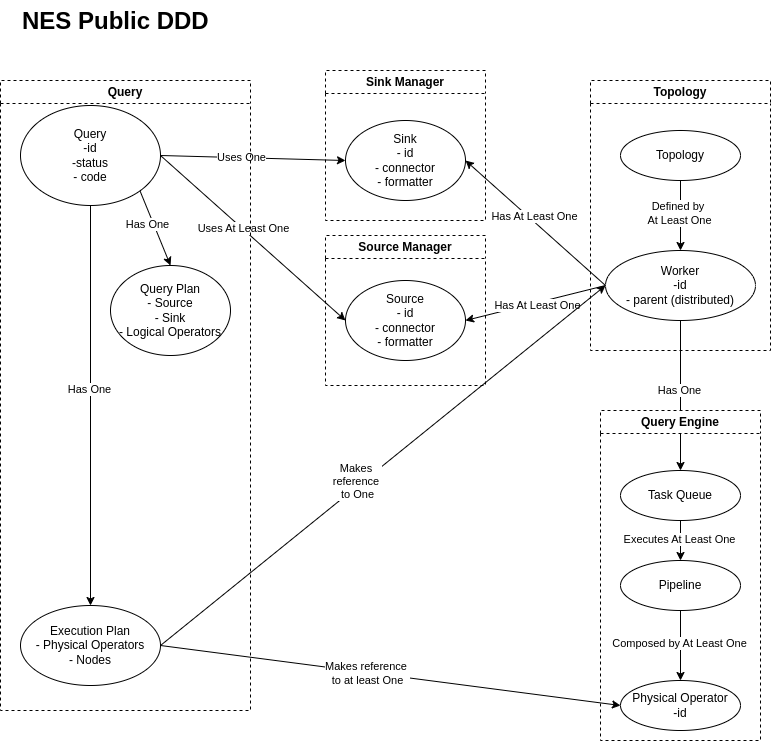 NES Public DDD
Query
Query
-id
-status
- code
Uses One
Has One
Uses At Least One
Query Plan
- Source
- Sink
- Logical Operators
Has One
Execution Plan
- Physical Operators
- Nodes
Sink Manager
Sink
- id
- connector
- formatter
Source Manager
Source
- id
- connector
- formatter
Has At Least One
Has At Least One
Makes
reference
to One
Makes reference
to at least One
Topology
Topology
Defined by
At Least One
Worker
-id
- parent (distributed)
Has One
Query Engine
Task Queue
Executes At Least One
Pipeline
Composed by At Least One
Physical Operator
-id